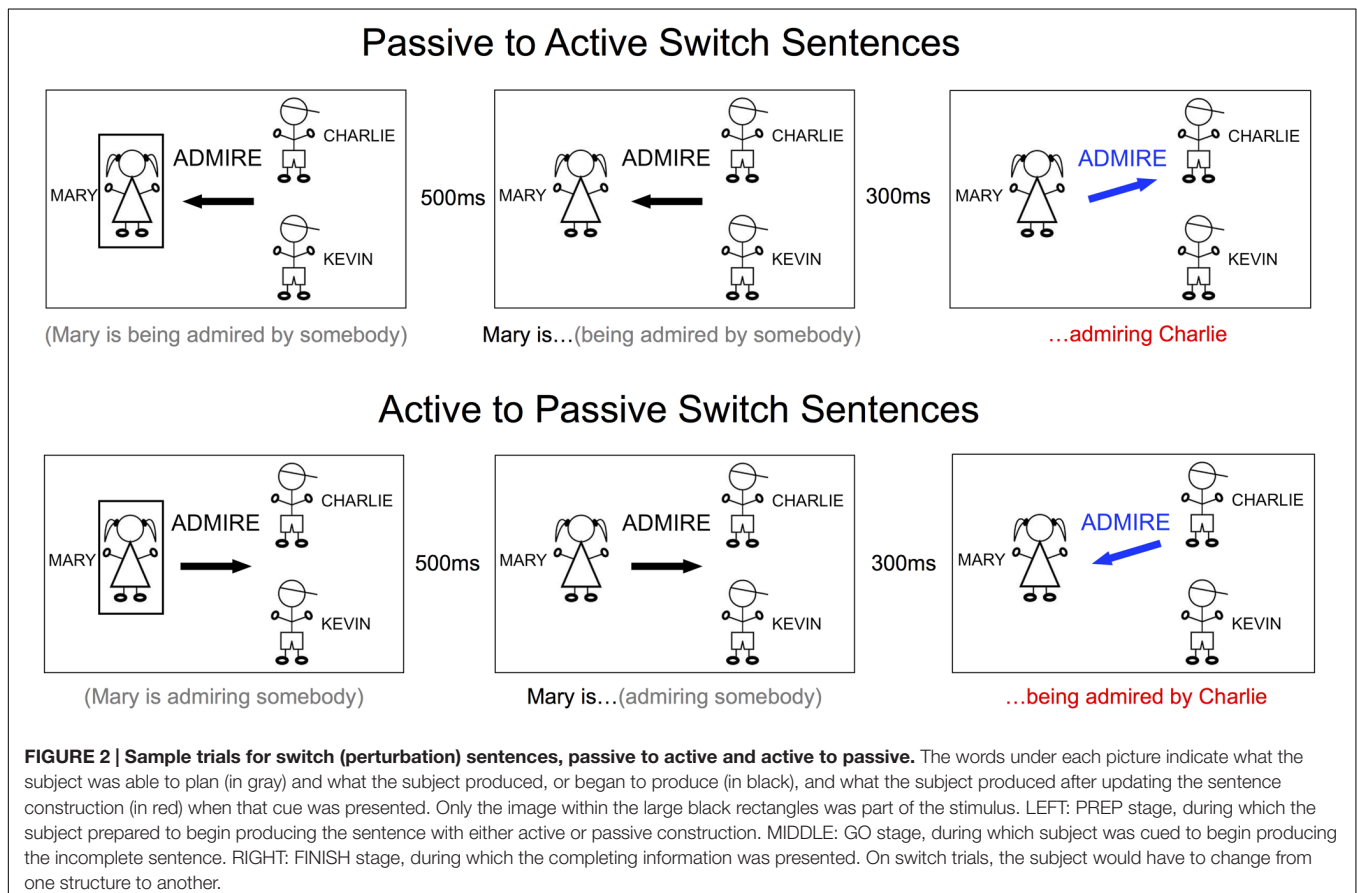 Passive to Active Switch Sentences
CHARLIE
ADMIRE
MARY
KEVIN
(Mary is being admired by somebody)
500ms
CHARLIE
ADMIRE
MARY
KEVIN
Mary is…(being admired by somebody)
300ms
CHARLIE
ADMIRE
MARY
KEVIN
…admiring Charlie
Active to Passive Switch Sentences
CHARLIE
ADMIRE
MARY
KEVIN
(Mary is admiring somebody)
500ms
CHARLIE
ADMIRE
MARY
KEVIN
Mary is…(admiring somebody)
300ms
CHARLIE
ADMIRE
MARY
KEVIN
…being admired by Charlie
FIGURE 2 | Sample trials for switch (perturbation) sentences, passive to active and active to passive. The words under each picture indicate what the
subject was able to plan (in gray) and what the subject produced, or began to produce (in black), and what the subject produced after updating the sentence
construction (in red) when that cue was presented. Only the image within the large black rectangles was part of the stimulus. LEFT: PREP stage, during which the
subject prepared to begin producing the sentence with either active or passive construction. MIDDLE: GO stage, during which subject was cued to begin producing
the incomplete sentence. RIGHT: FINISH stage, during which the completing information was presented. On switch trials, the subject would have to change from
one structure to another.